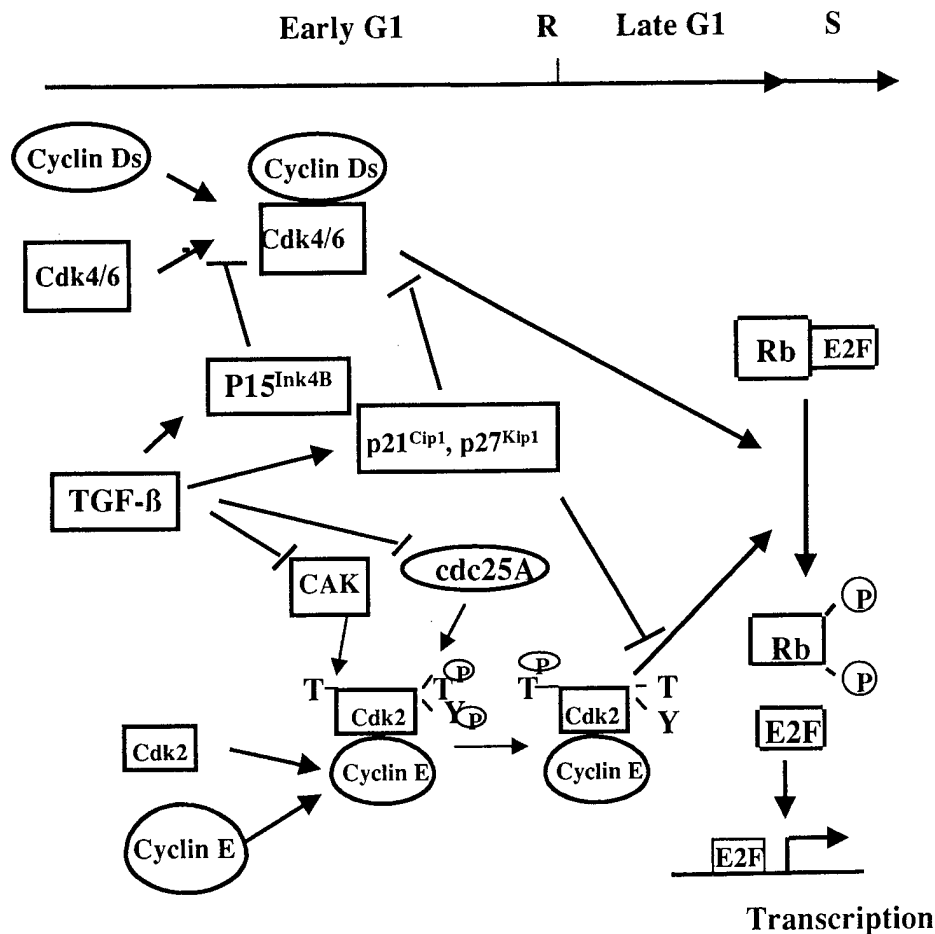 Early G1 R Late G1 S
Cyclin Ds
Cyclin Ds
Cdk4/6
Cdk4/6
Rb E2F
P15Ink4B
p21Cip1, p27Kip1
TGF-ß
cdc25A
CAK
P
Rb
P
T T P
Y P
Cdk2
P
T T
Y
Cdk2
E2F
Cdk2
Cyclin E
Cyclin E
Cyclin E
E2F
Transcription